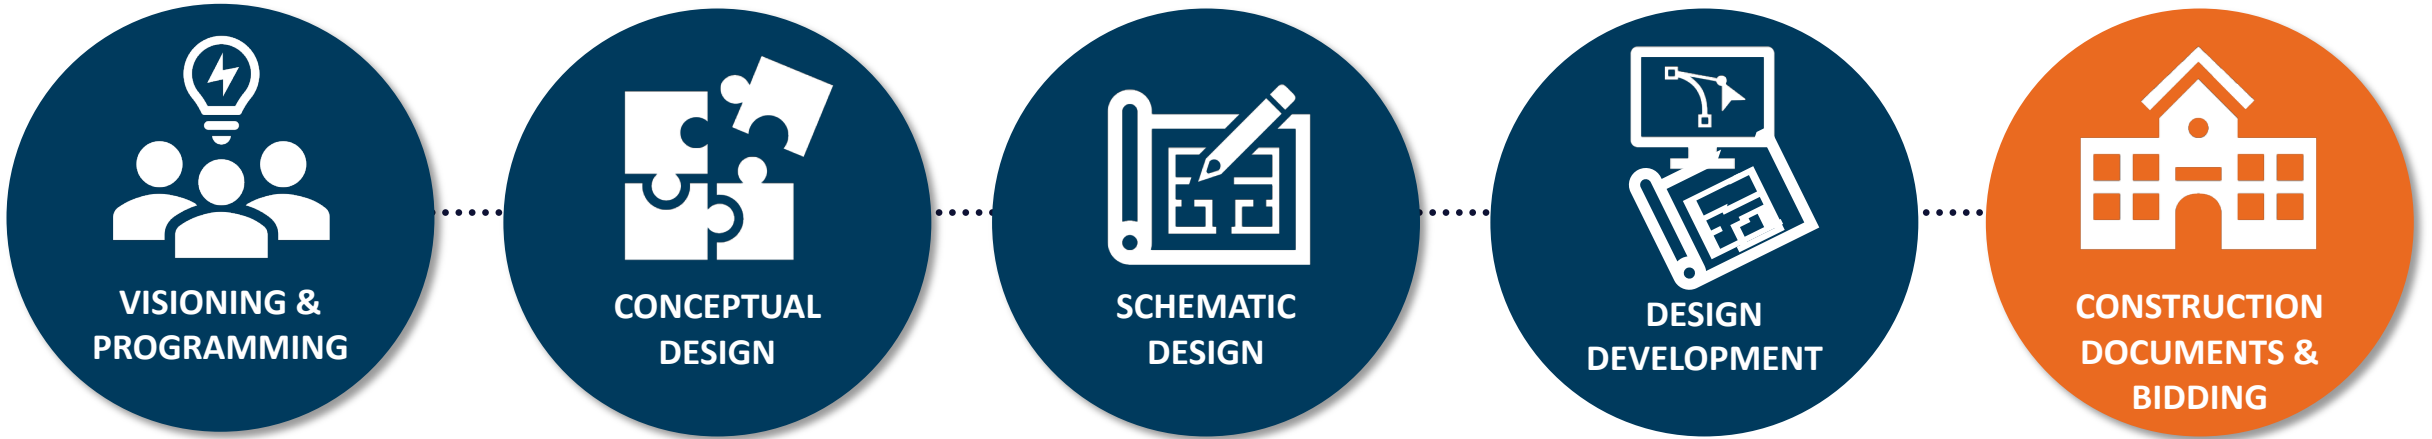 VISIONING &
PROGRAMMING
CONCEPTUAL
DESIGN
SCHEMATIC
DESIGN
DESIGN
DEVELOPMENT
CONSTRUCTION
DOCUMENTS &
BIDDING